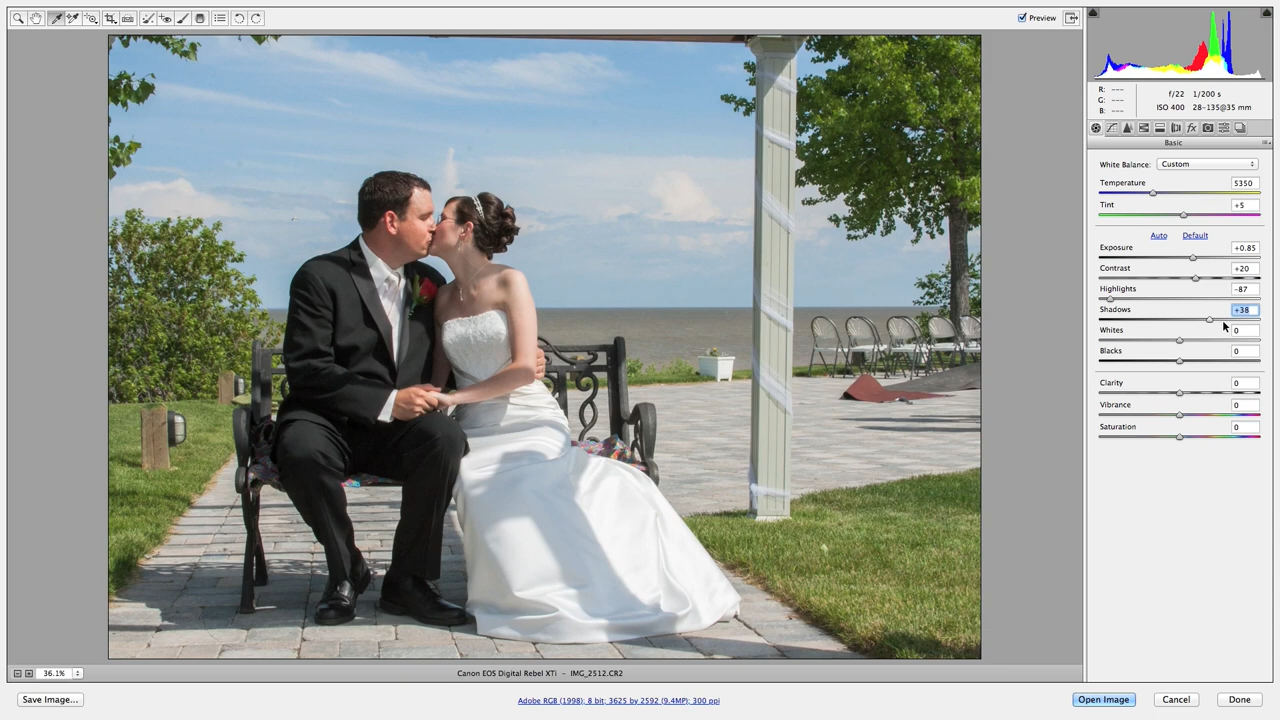 Preview
R: ---
G: ---
B: ---
f/22 1/200 s
ISO 400 28-135@35 mm
fx
Basic
White Balance: Custom
Temperature 5350
Tint +5
Auto Default
Exposure +0.85
Contrast +20
Highlights -87
Shadows +38
Whites 0
Blacks 0
Clarity 0
Vibrance 0
Saturation 0
36.1%
Canon EOS Digital Rebel XTi - IMG_2512.CR2
Save Image...
Adobe RGB (1998); 8 bit; 3625 by 2592 (9.4MP); 300 ppi
Open Image Cancel Done